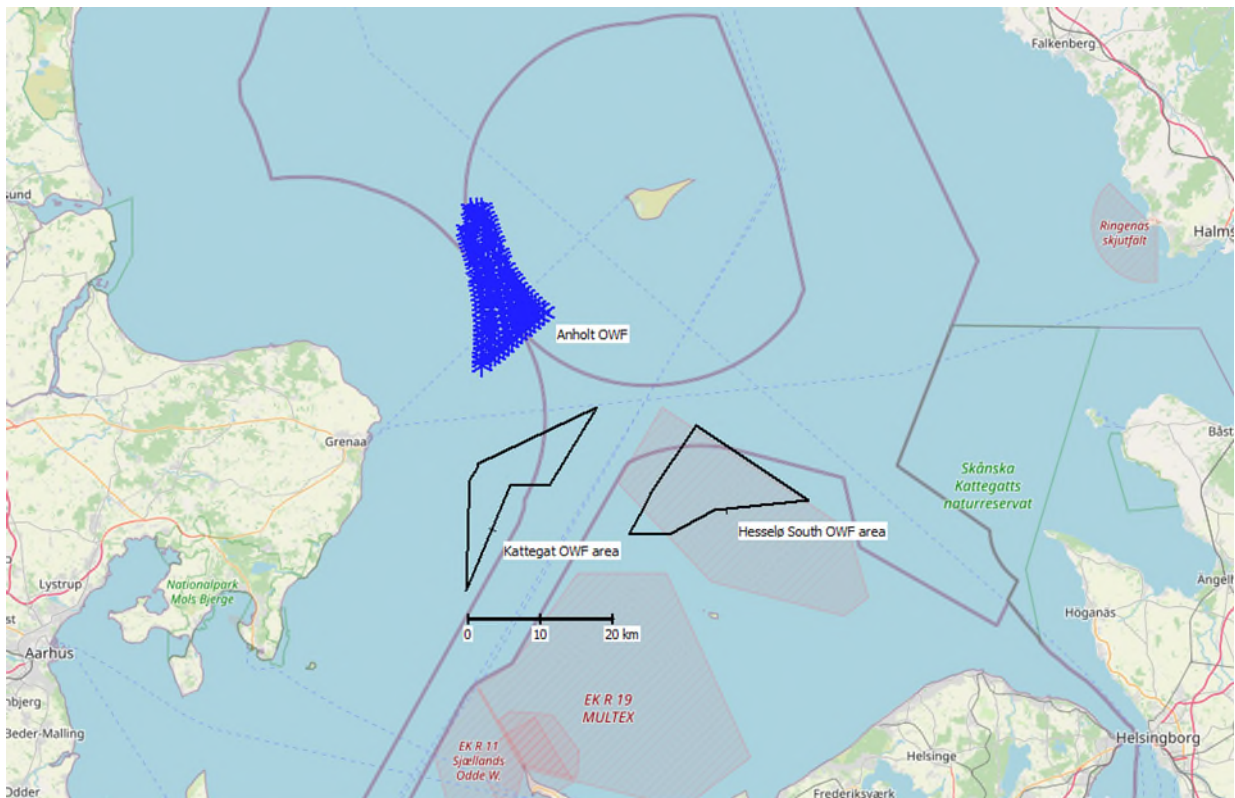 Falkenberg
sund
Ringenäs
skjutfält
Halms
Anholt OWF
Grenaa
Båst
Skånska
Kattegatts
naturreservat
Hesselø South OWF area
Kattegat OWF area
Lystrup
Nationalpark
Mols Bjerge
Ängelh
Höganäs
0
10
20 km
Aarhus
EK R 19
MULTEX
nbjerg
Beder-Malling
EK R 11
Sjællands
Odde W.
Helsingborg
Helsinge
Odder
Frederiksværk